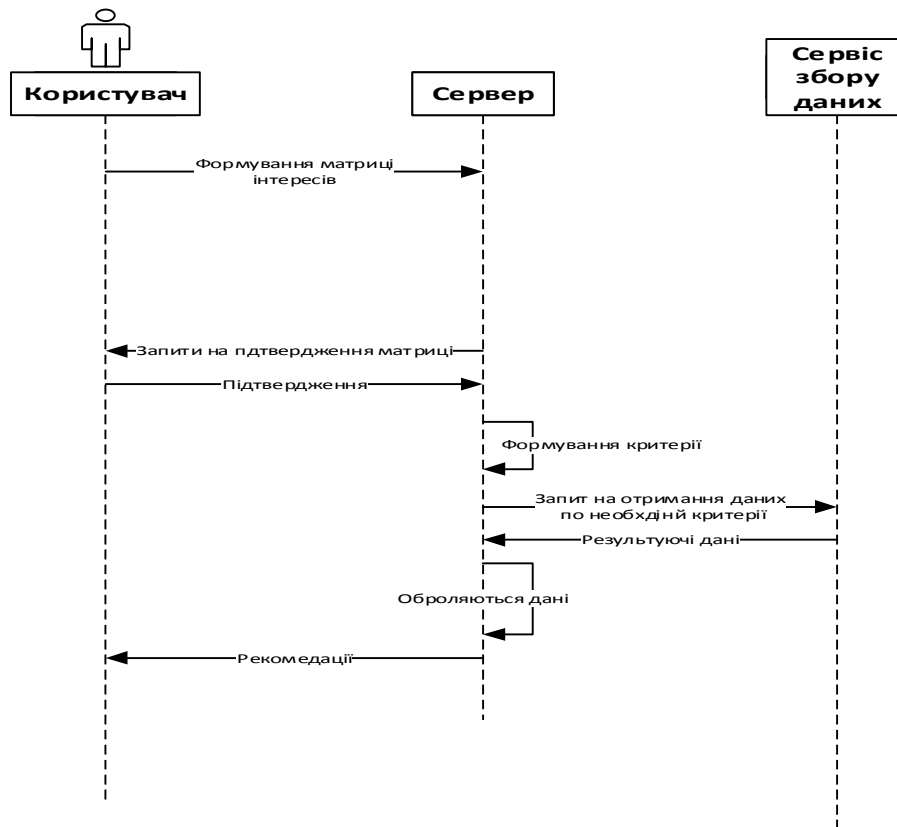 Користувач
Сервер
Сервіс
збору
даних
Формування матриці
інтересів
Запити на пдтвердження матриці
Підтвердження
Формування критерії
Запит на отримання даних
по необхдінй критерії
Результуючі дані
Оброляються дані
Рекомедації